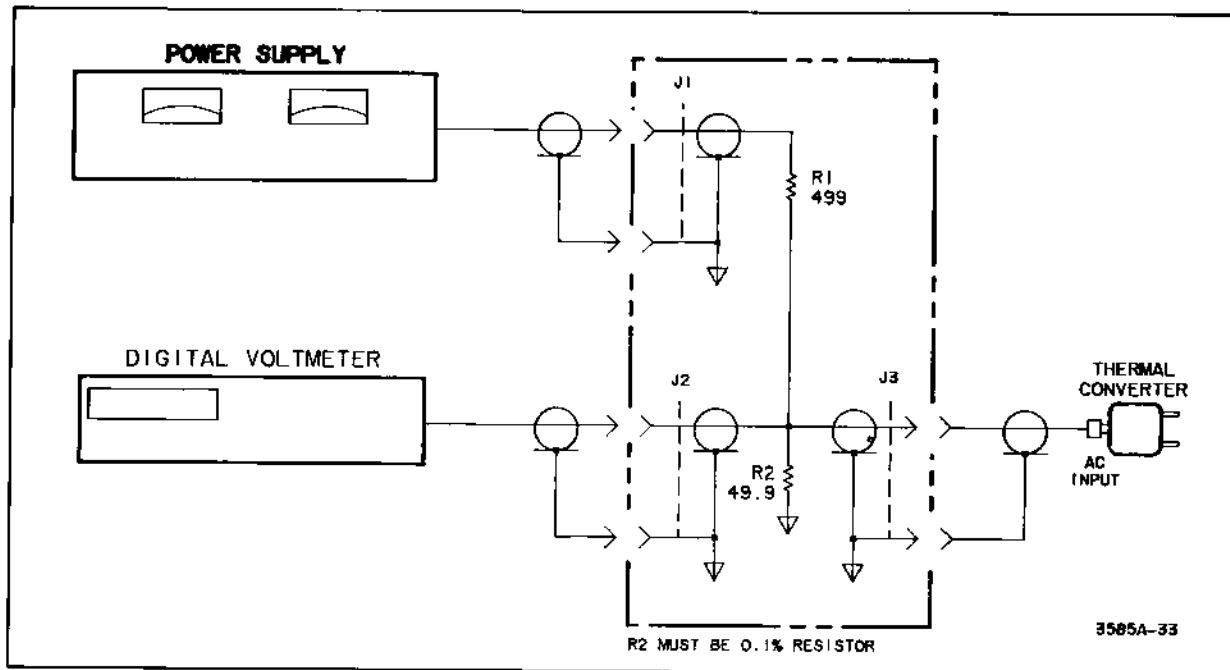 POWER SUPPLY
J1
R1
499
DIGITAL VOLTMETER
J2
J3
THERMAL
CONVERTER
R2
49.9
AC
INPUT
R2 MUST BE 0.1% RESISTOR
3585A-33